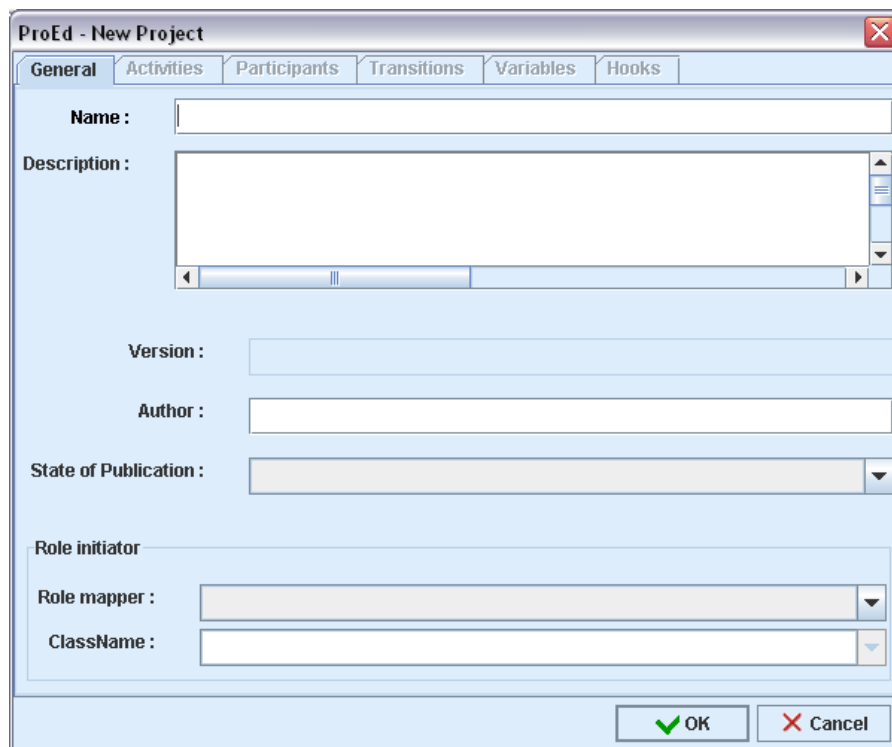 ProEd - New Project
General Activities Participants Transitions Variables Hooks
Name :
Description :
Version :
Author :
State of Publication :
Role initiator
Role mapper :
ClassName :
OK Cancel